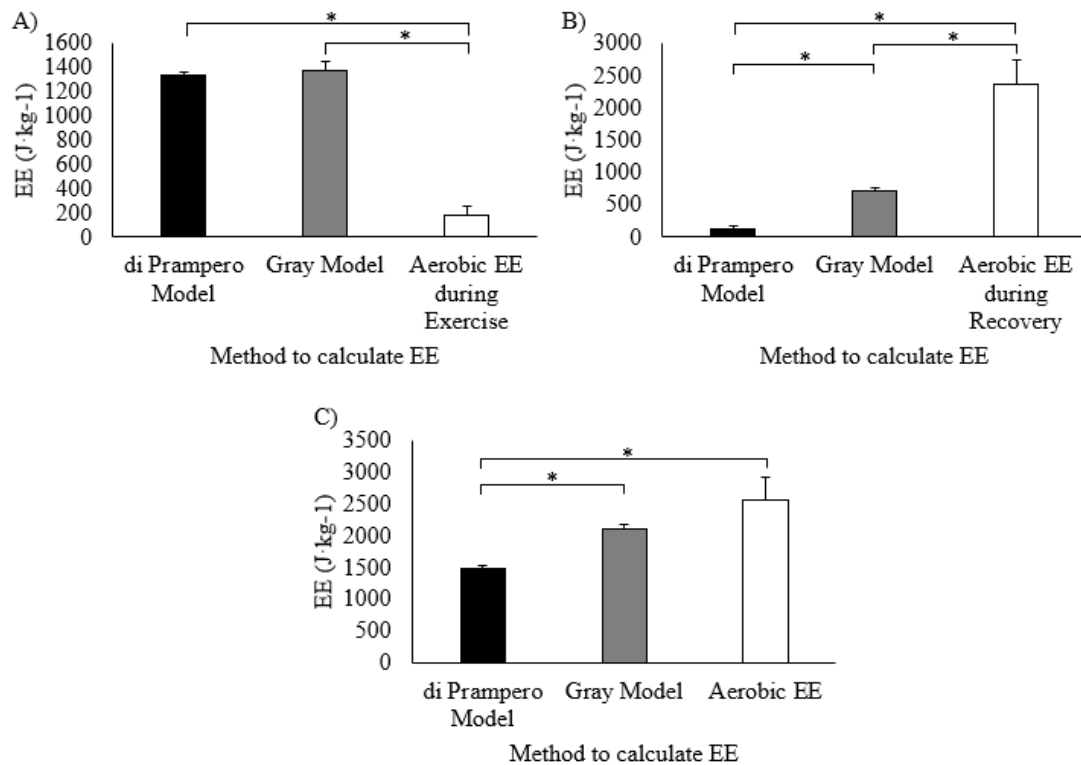 A)
*
*
1600
1400
1200
1000
800
600
400
200
0
EE (J·kg-1)
di Prampero
Model
Gray Model
Aerobic EE
during
Exercise
Method to calculate EE
B)
*
*
*
3000
2500
2000
1500
1000
500
0
EE (J·kg-1)
di Prampero
Model
Gray Model
Aerobic EE
during
Recovery
Method to calculate EE
C)
*
*
3500
3000
2500
2000
1500
1000
500
0
EE (J·kg-1)
di Prampero
Model
Gray Model
Aerobic EE
Method to calculate EE